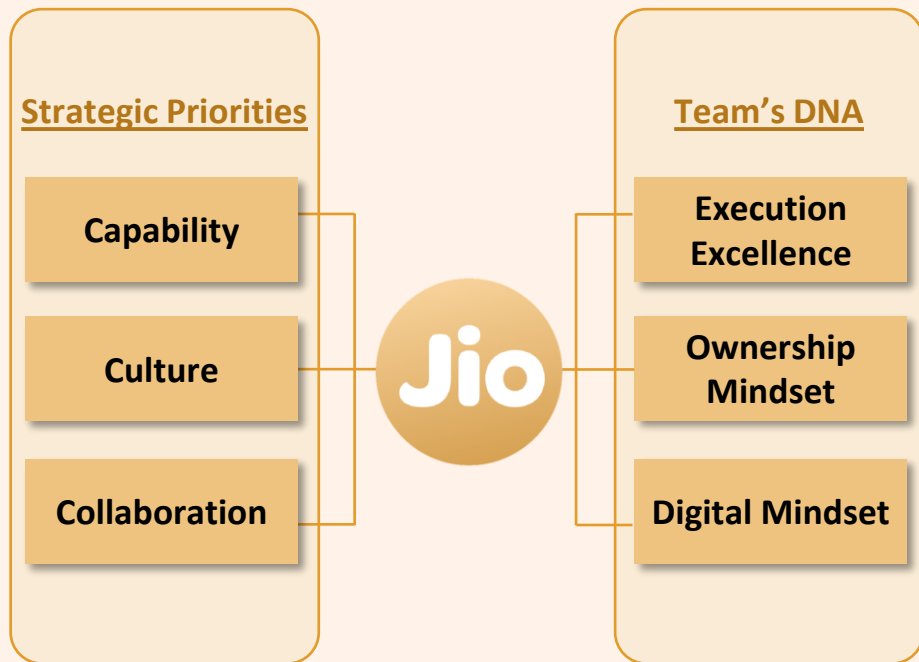 Strategic Priorities
Capability
Culture
Collaboration
Jio
Team’s DNA
Execution
Excellence
Ownership
Mindset
Digital Mindset